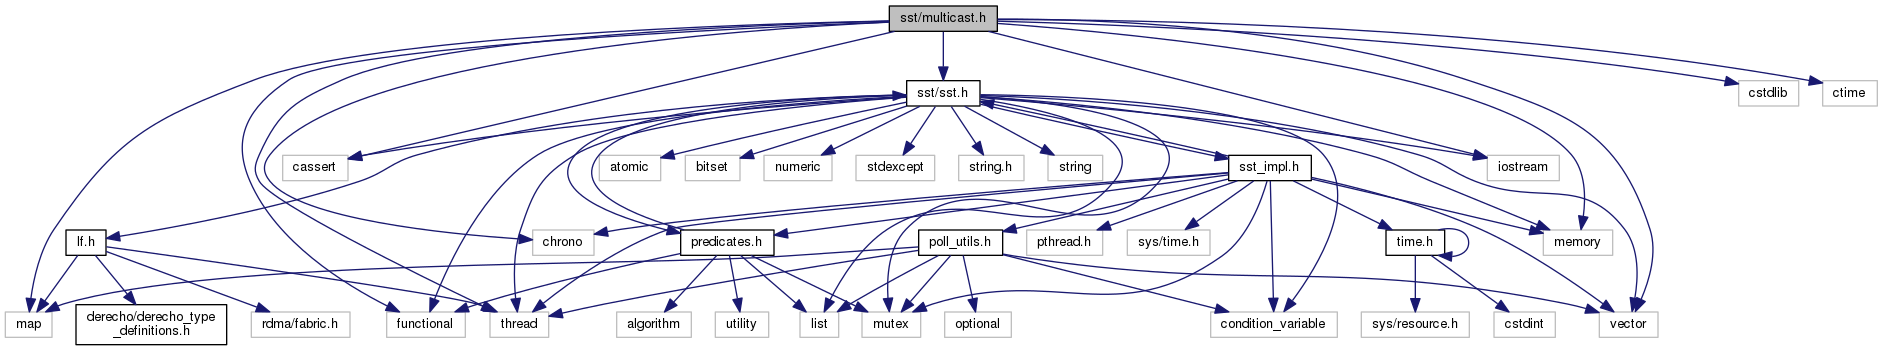 sst/multicast.h
sst/sst.h
cstdlib
ctime
cassert
atomic
bitset
numeric
stdexcept
string.h
string
sst_impl.h
iostream
lf.h
chrono
predicates.h
poll_utils.h
pthread.h
sys/time.h
time.h
memory
map
derecho/derecho_type
_definitions.h
rdma/fabric.h
functional
thread
algorithm
utility
list
mutex
optional
condition_variable
sys/resource.h
cstdint
vector